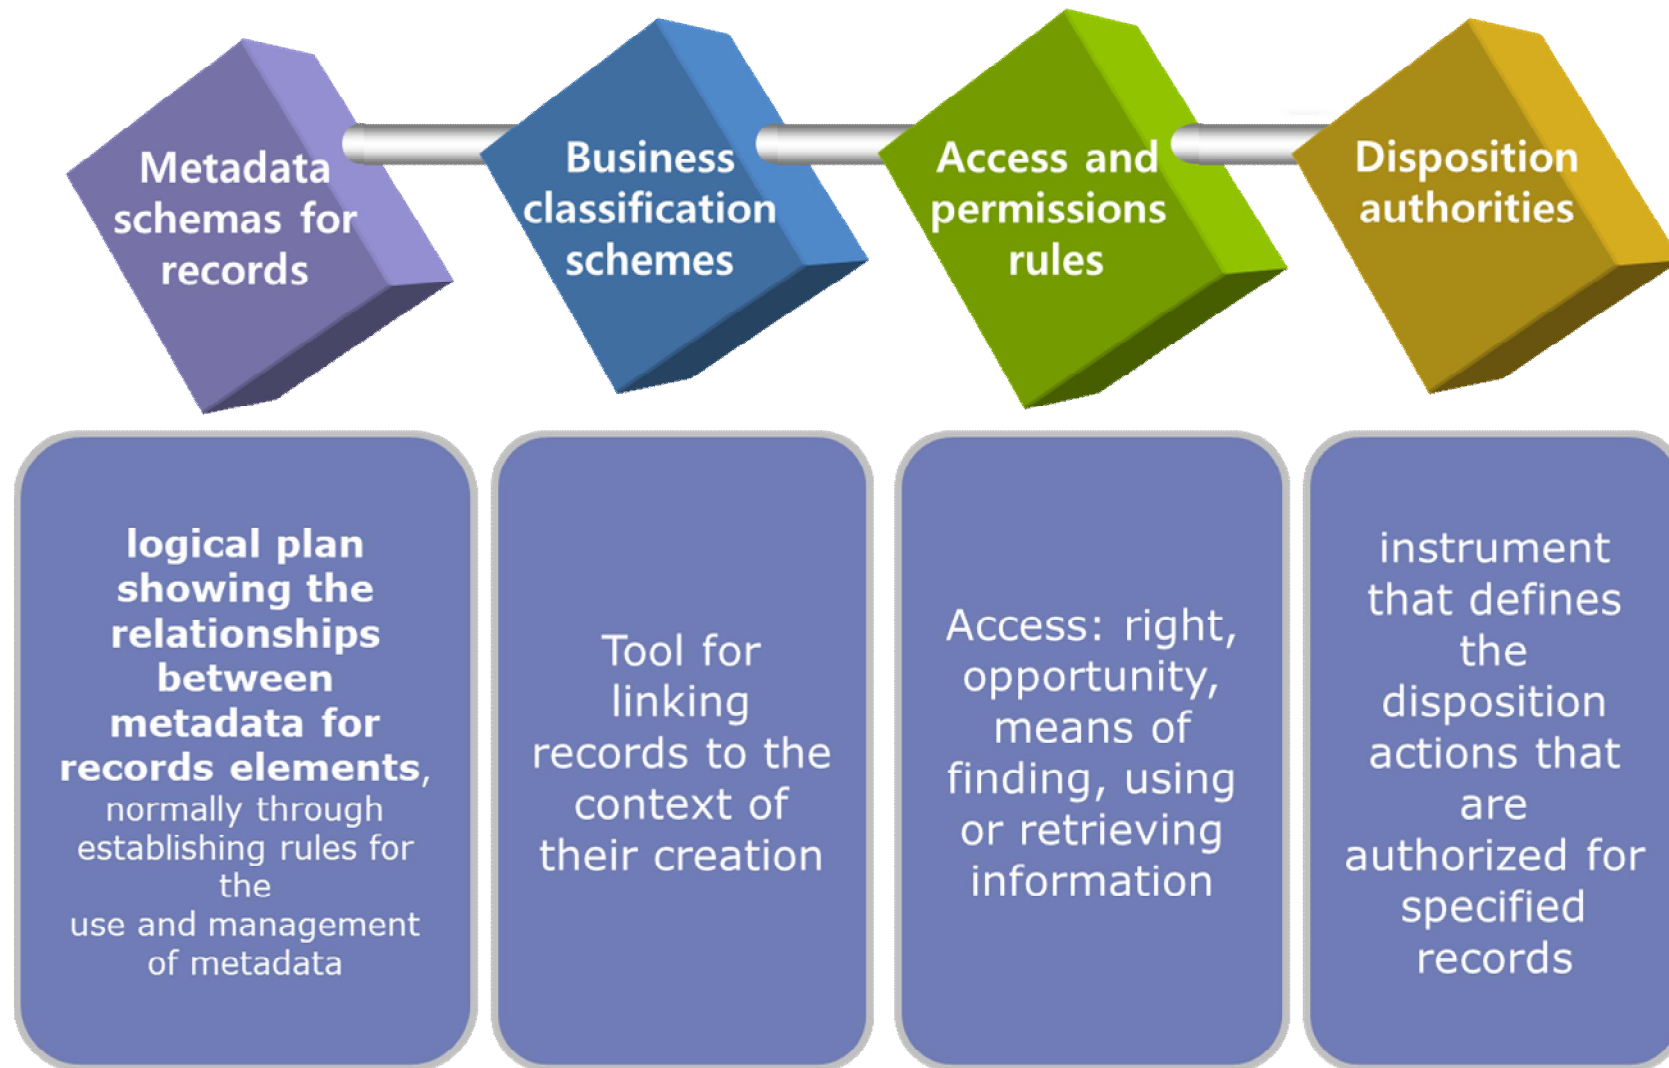 Metadata
schemas for
records
Business
classification
schemes
Access and
permissions
rules
Disposition
authorities
logical plan
showing the
relationships
between
metadata for
records elements,
normally through
establishing rules for
the
use and management
of metadata
Tool for
linking
records to the
context of
their creation
Access: right,
opportunity,
means of
finding, using
or retrieving
information
instrument
that defines
the
disposition
actions that
are
authorized for
specified
records